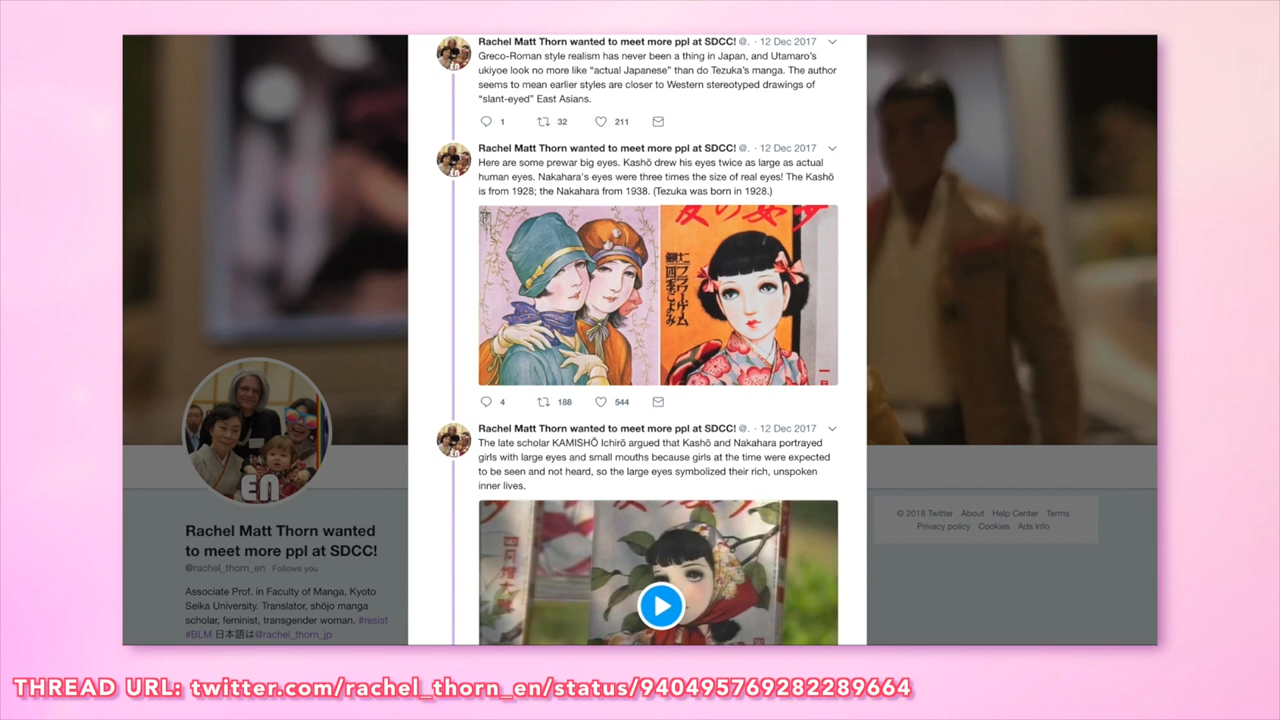 Rachel Matt Thorn wanted to meet more ppl at SDCC! @. · 12 Dec 2017
Greco-Roman style realism has never been a thing in Japan, and Utamaro's
ukiyoe look no more like “actual Japanese” than do Tezuka's manga. The author
seems to mean earlier styles are closer to Western stereotyped drawings of
“slant-eyed” East Asians.
1 32 211
Rachel Matt Thorn wanted to meet more ppl at SDCC! @. · 12 Dec 2017
Here are some prewar big eyes. Kashō drew his eyes twice as large as actual
human eyes. Nakahara's eyes were three times the size of real eyes! The Kashō
is from 1928; the Nakahara from 1938. (Tezuka was born in 1928.)
4 188 544
Rachel Matt Thorn wanted to meet more ppl at SDCC! @. · 12 Dec 2017
The late scholar KAMISHŌ Ichirō argued that Kashō and Nakahara portrayed
girls with large eyes and small mouths because girls at the time were expected
to be seen and not heard, so the large eyes symbolized their rich, unspoken
inner lives.
EN
Rachel Matt Thorn wanted
to meet more ppl at SDCC!
@rachel_thorn_en Follows you
Associate Prof. in Faculty of Manga, Kyoto
Seika University. Translator, shōjo manga
scholar, feminist, transgender woman. #resist
#BLM 日本語は@rachel_thorn_jp
© 2018 Twitter About Help Center Terms
Privacy policy Cookies Ads info
THREAD URL: twitter.com/rachel_thorn_en/status/940495769282289664